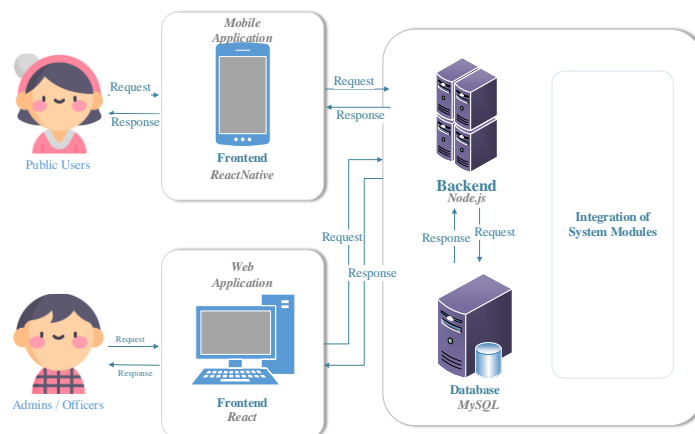 Mobile
Application
Request
Response
Public Users
Frontend
ReactNative
Request
Response
Backend
Node.js
Response
Request
Database
MySQL
Integration of
System Modules
Request
Response
Web
Application
Request
Response
Admins / Officers
Frontend
React